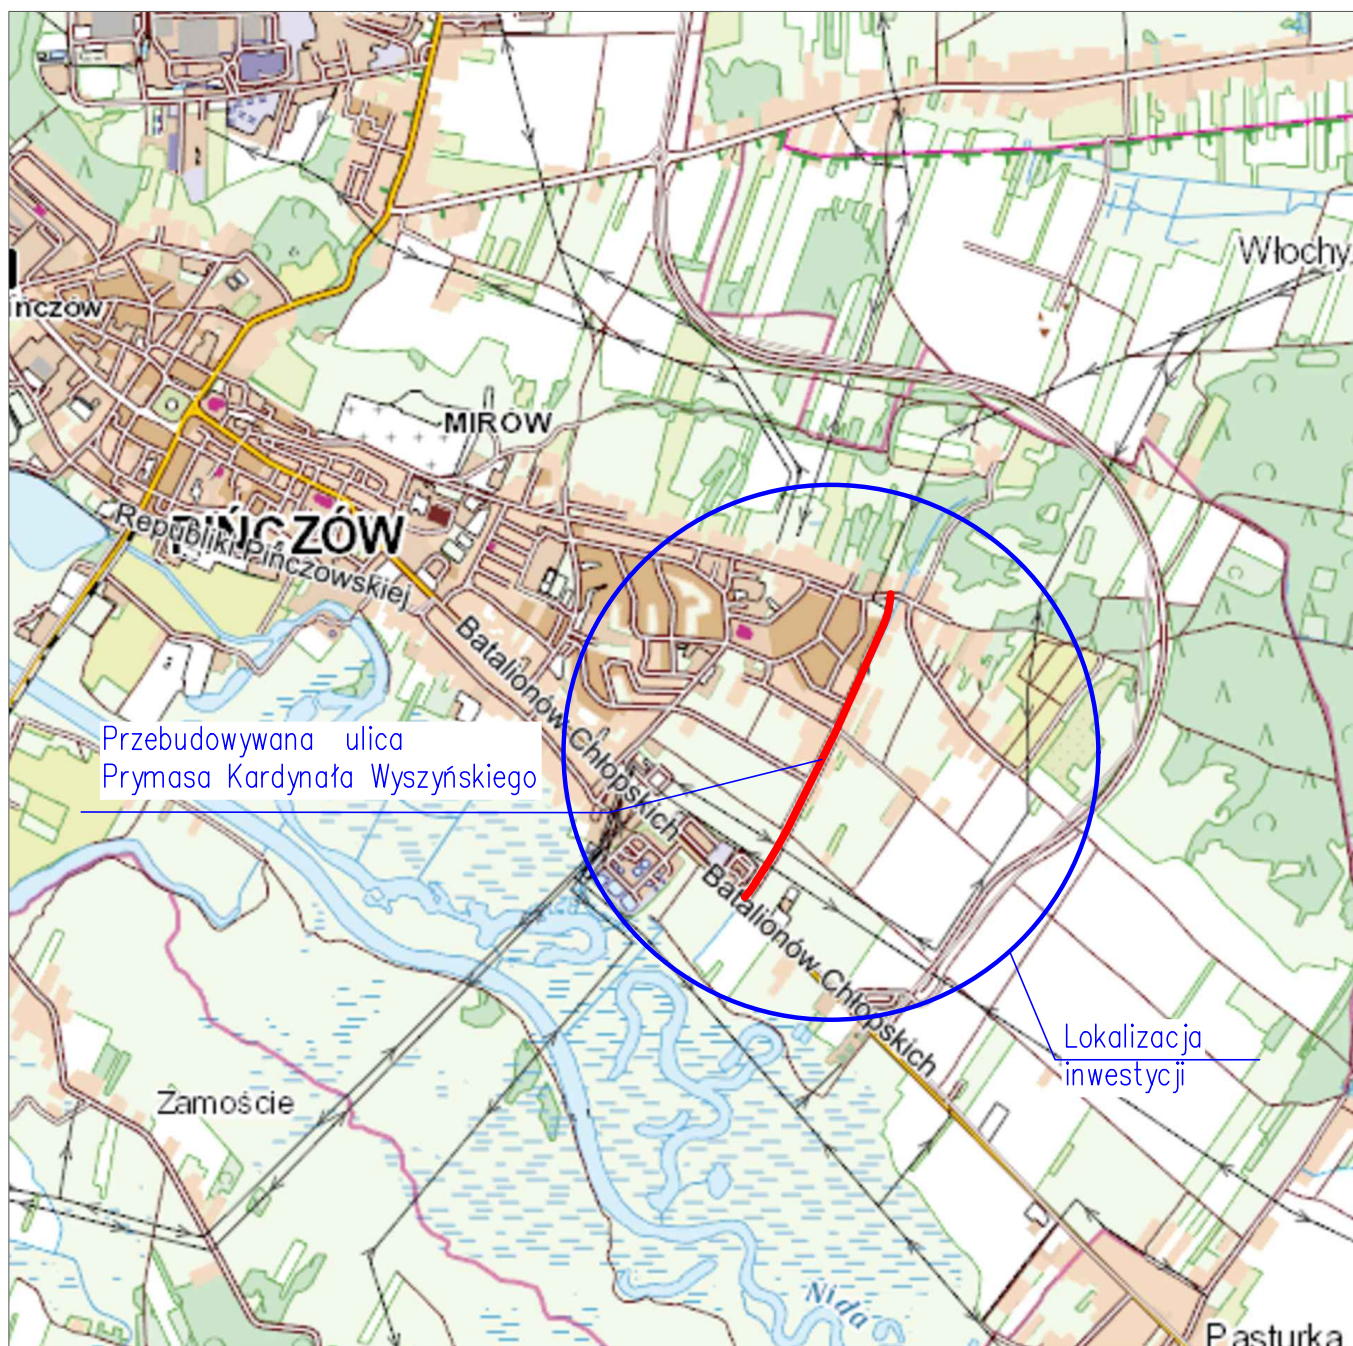 Włochy
ińczów
MIRÓW
PIŃCZÓW
Republiki Pińczowskiej
Batalionów Chłopskich
Przebudowywana ulica
Prymasa Kardynała Wyszyńskiego
Batalionów Chłopskich
Lokalizacja
inwestycji
Zamoście
Nida
Pasturka